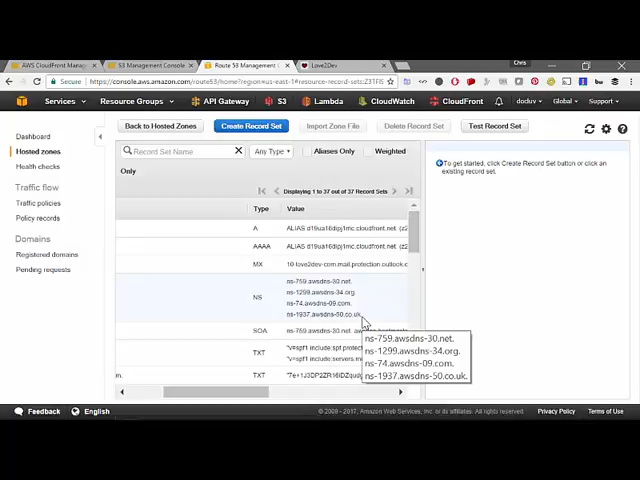 Chris
AWS CloudFront Manag
S3 Management Console
Route 53 Management C
Love2Dev
Secure
https://console.aws.amazon.com/route53/home?region=us-east-1#resource-record-sets:Z3TFIS
Services
Resource Groups
API Gateway
S3
Lambda
CloudWatch
CloudFront
docluv
Global
Support
Dashboard
Hosted zones
Health checks
Traffic flow
Traffic policies
Policy records
Domains
Registered domains
Pending requests
Back to Hosted Zones
Create Record Set
Import Zone File
Delete Record Set
Test Record Set
Record Set Name
Any Type
Aliases Only
Weighted
Only
Displaying 1 to 37 out of 37 Record Sets
Type Value
A ALIAS d19ua16dipj1mc.cloudfront.net. (z2
AAAA ALIAS d19ua16dipj1mc.cloudfront.net. (z2
MX 10 love2dev-com.mail.protection.outlook.c
NS
ns-759.awsdns-30.net.
ns-1299.awsdns-34.org.
ns-74.awsdns-09.com.
ns-1937.awsdns-50.co.uk.
SOA ns-759.awsdns-30.net.
TXT
"v=spf1 include:spf.protect
"v=spf1 include:servers.m
TXT
ns-759.awsdns-30.net.
ns-1299.awsdns-34.org.
ns-74.awsdns-09.com.
ns-1937.awsdns-50.co.uk.
To get started, click Create Record Set button or click an
existing record set.
Feedback
English
© 2008 - 2017, Amazon Web Services, Inc. or its affiliates. All rights reserved.
Privacy Policy
Terms of Use